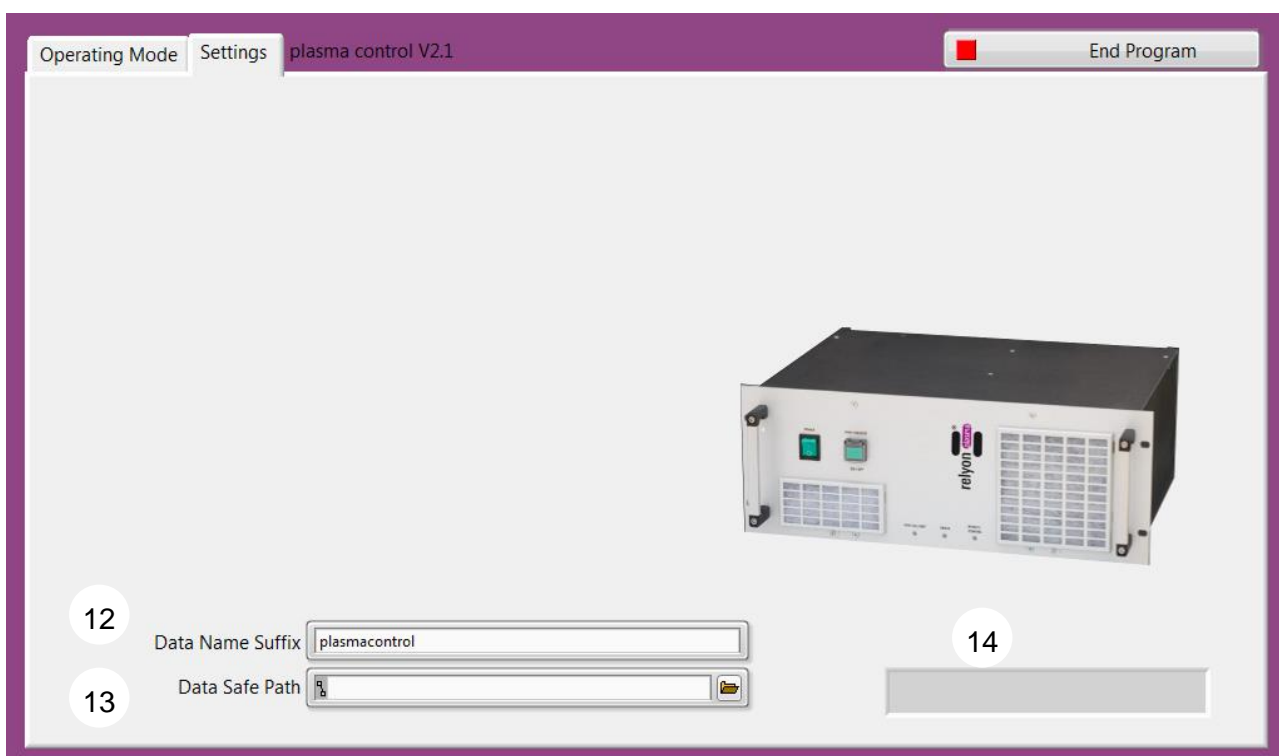 Operating Mode
Settings
plasma control V2.1
End Program
relyon
12
Data Name Suffix
plasmacontrol
13
Data Safe Path
14